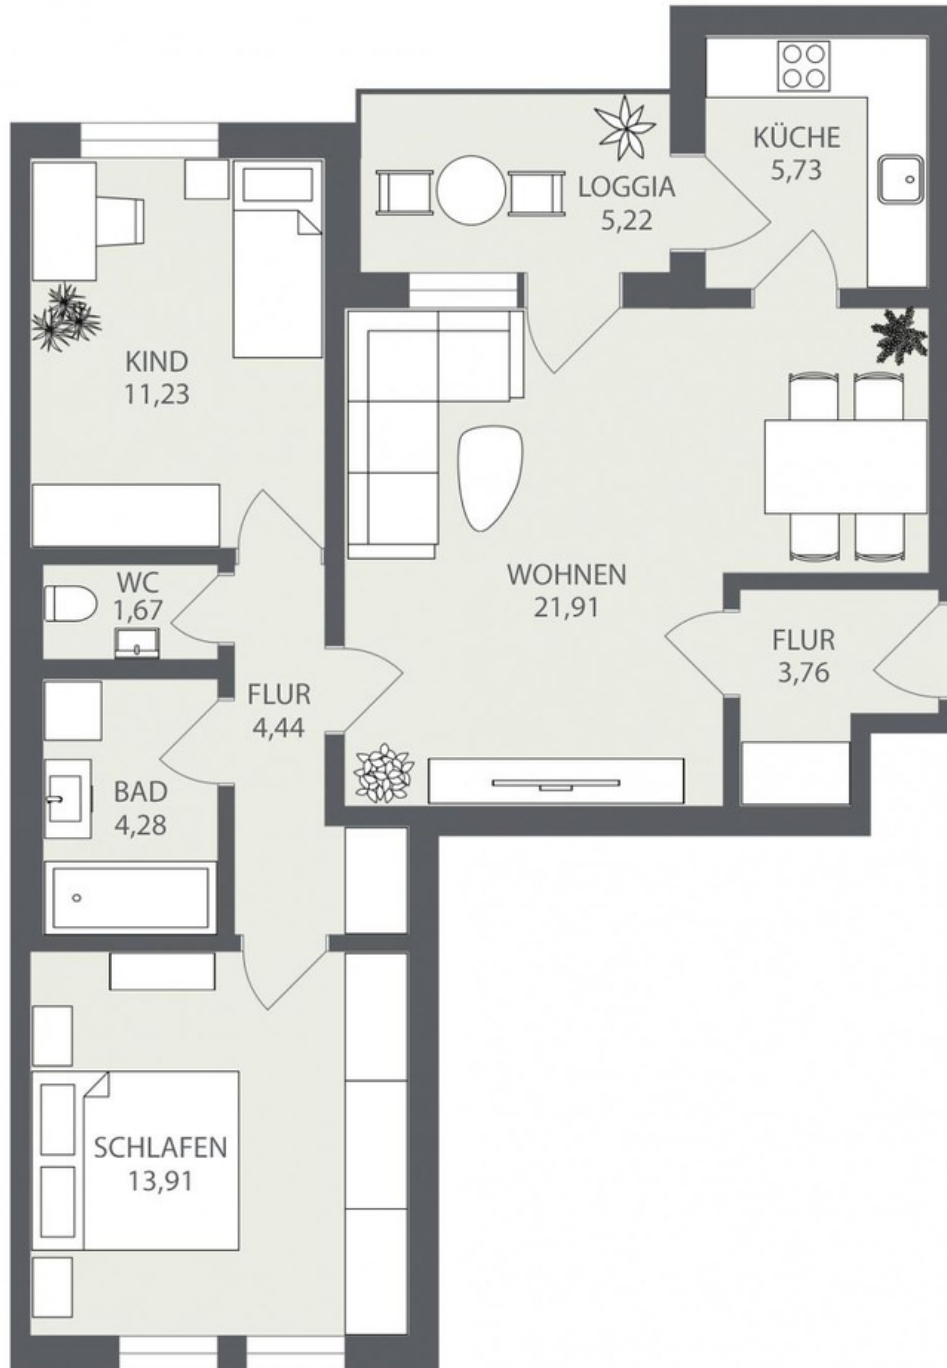 KÜCHE
5,73
LOGGIA
5,22
KIND
11,23
WC
1,67
WOHNEN
21,91
FLUR
3,76
FLUR
4,44
BAD
4,28
SCHLAFEN
13,91